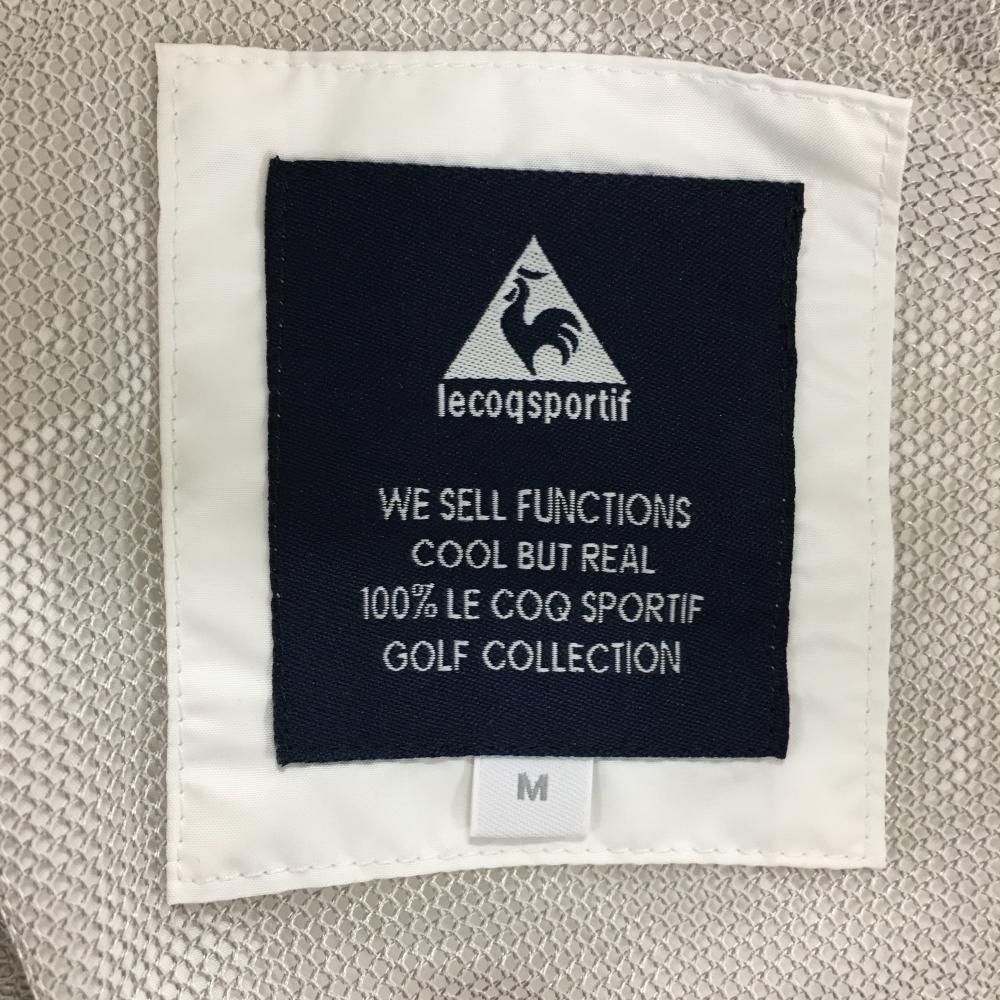 lecoqsportif
WE SELL FUNCTIONS
COOL BUT REAL
100% LE COQ SPORTIF
GOLF COLLECTION
M